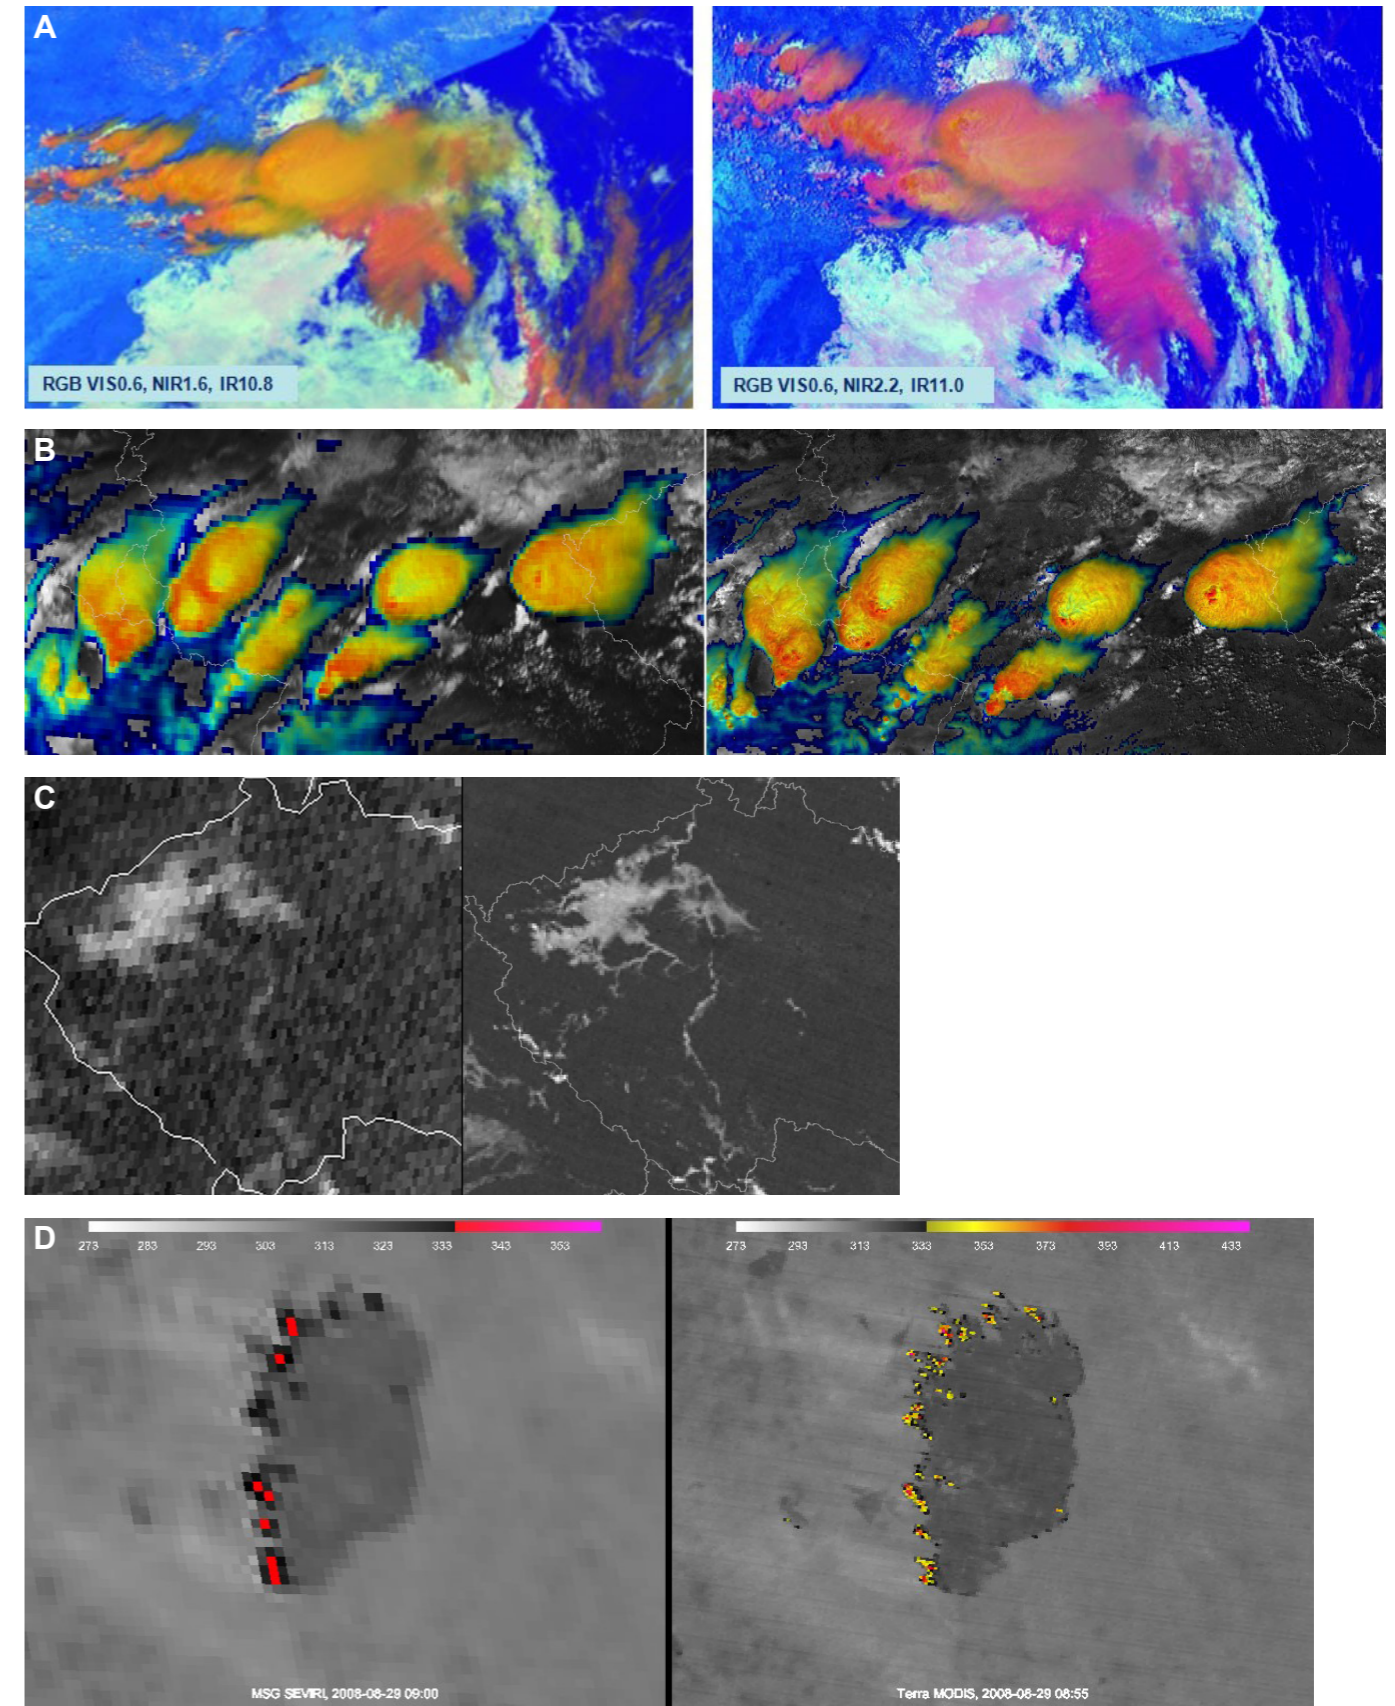 A
RGB VIS0.6, NIR1.6, IR10.8
RGB VIS0.6, NIR2.2, IR11.0
B
C
D
273 283 293 303 313 323 333 343 353
273 293 313 333 353 373 393 413 433
MSG SEVIRI, 2008-08-29 09:00
Terra MODIS, 2008-08-29 08:55